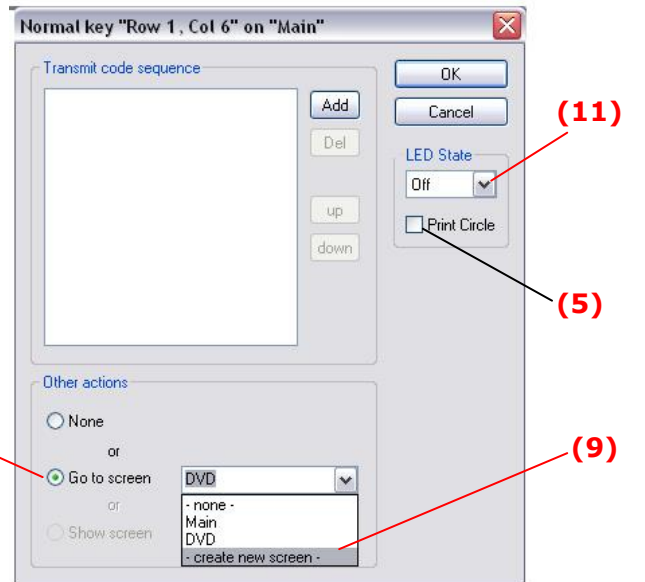 Normal key "Row 1, Col 6" on "Main"
Transmit code sequence
OK
Add
Cancel
(11)
Del
LED State
Off
up
Print Circle
down
(5)
Other actions
None
or
(9)
Go to screen
DVD
or
- none -
Main
Show screen
DVD
- create new screen -